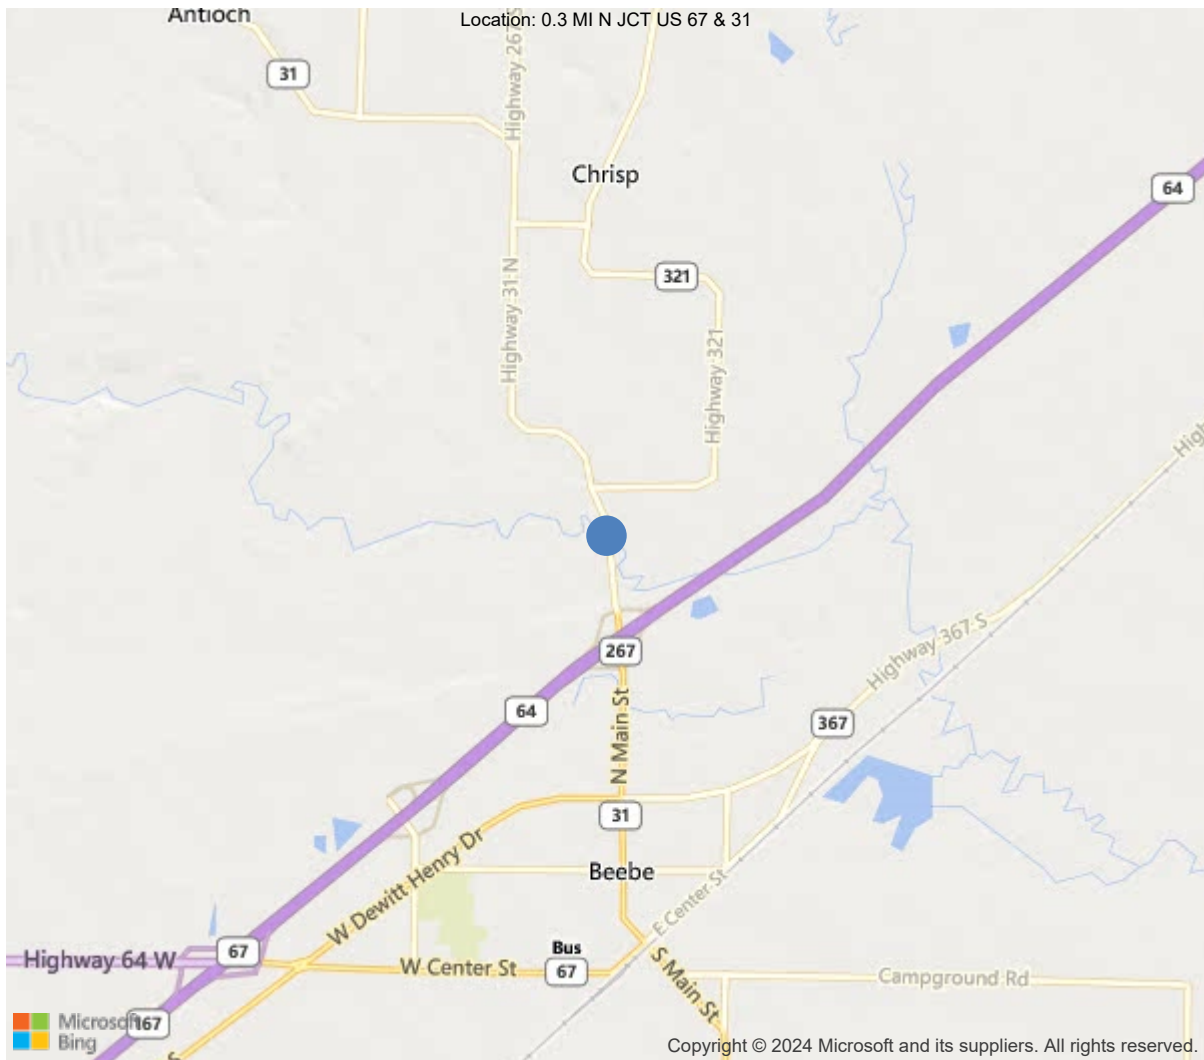 Location: 0.3 MI N JCT US 67 & 31
Antioch
31
Highway 267 S
Chrisp
64
321
Highway 31 N
Highway 321
267
Highway 367 S
64
N Main St
367
31
W Dewitt Henry Dr
Beebe
E Center St
67
Highway 64 W
Bus
67
W Center St
S Main St
Campground Rd
167
Microsoft
Bing
Copyright © 2024 Microsoft and its suppliers. All rights reserved.